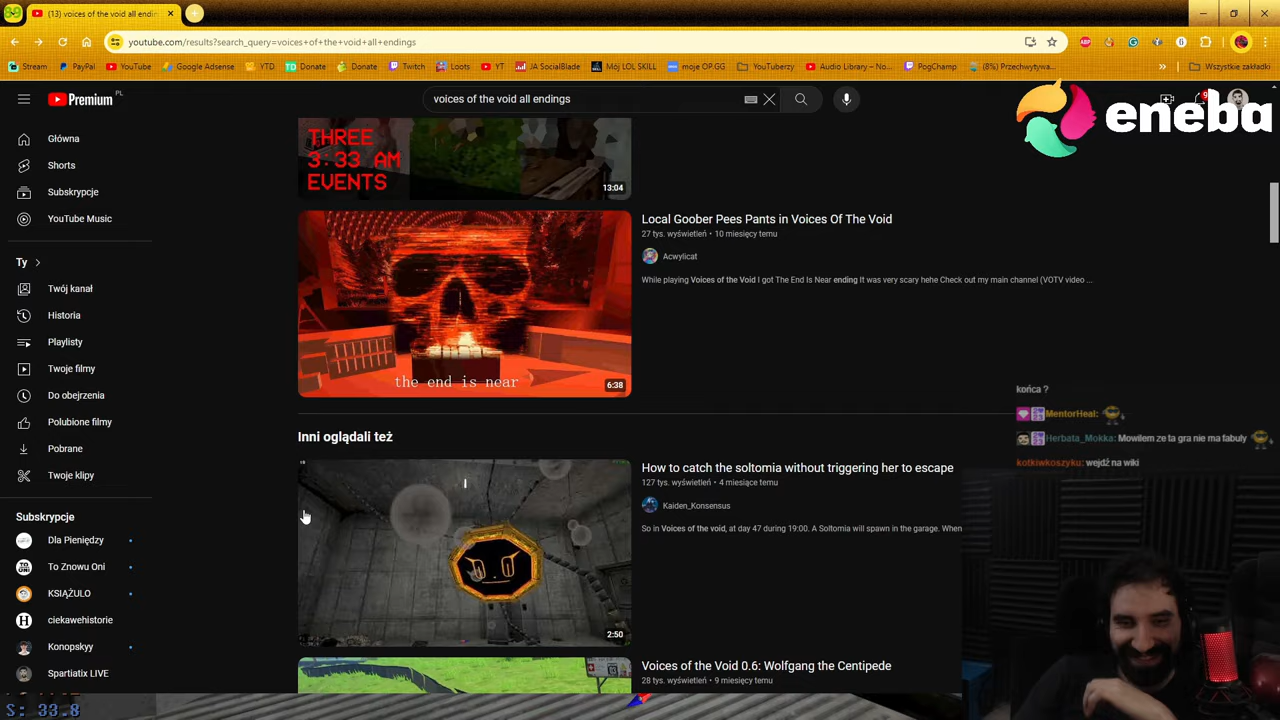 (13) voices of the void all endin
youtube.com/results?search_query=voices+of+the+void+all+endings
Stream
PayPal
YouTube
Google Adsense
YTD
Donate
Donate
Twitch
Loots
YT
JA SocialBlade
Mój LOL SKILL
moje OP.GG
YouTuberzy
Audio Library – No...
PogChamp
(8%) Przechwytywa...
»
Wszystkie zakładki
Premium PL
voices of the void all endings
9
eneba
Główna
Shorts
Subskrypcje
YouTube Music
Ty
Twój kanał
Historia
Playlisty
Twoje filmy
Do obejrzenia
Polubione filmy
Pobrane
Twoje klipy
Subskrypcje
Dla Pieniędzy
To Znowu Oni
KSIĄŻULO
ciekawehistorie
Konopskyy
Spartiatix LIVE
THREE
3:33 AM
EVENTS
13:04
the end is near
6:38
Local Goober Pees Pants in Voices Of The Void
27 tys. wyświetleń • 10 miesięcy temu
Acwylicat
While playing Voices of the Void I got The End Is Near ending It was very scary hehe Check out my main channel (VOTV video ...
Inni oglądali też
2:50
How to catch the soltomia without triggering her to escape
127 tys. wyświetleń • 4 miesiące temu
Kaiden_Konsensus
So in Voices of the void, at day 47 during 19:00. A Soltomia will spawn in the garage. When
Voices of the Void 0.6: Wolfgang the Centipede
28 tys. wyświetleń • 9 miesięcy temu
końca ?
MentorHeal:
Herbata_Mokka: Mowilem ze ta gra nie ma fabuly
kotkiwkoszyku: wejdź na wiki
S: 33.8